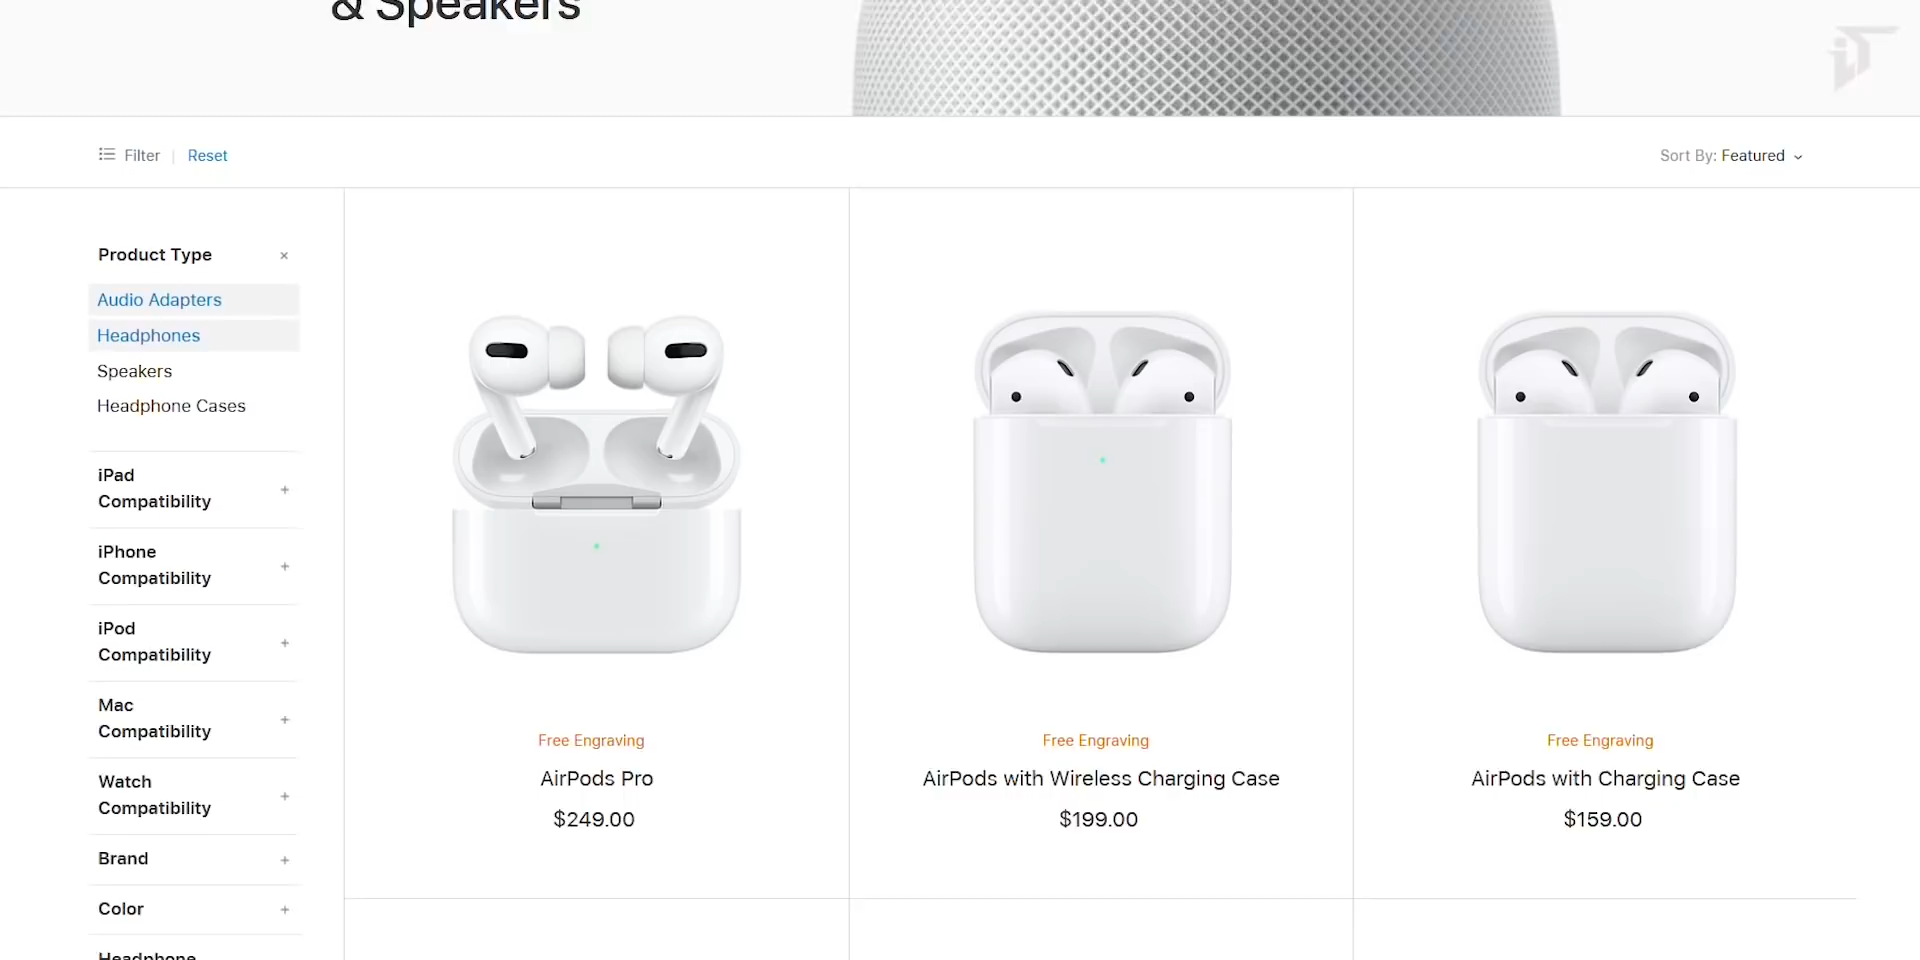 & Speakers
Filter | Reset
Sort By: Featured
Product Type
Audio Adapters
Headphones
Speakers
Headphone Cases
iPad
Compatibility
iPhone
Compatibility
iPod
Compatibility
Mac
Compatibility
Watch
Compatibility
Brand
Color
Headphone
Free Engraving
AirPods Pro
$249.00
Free Engraving
AirPods with Wireless Charging Case
$199.00
Free Engraving
AirPods with Charging Case
$159.00